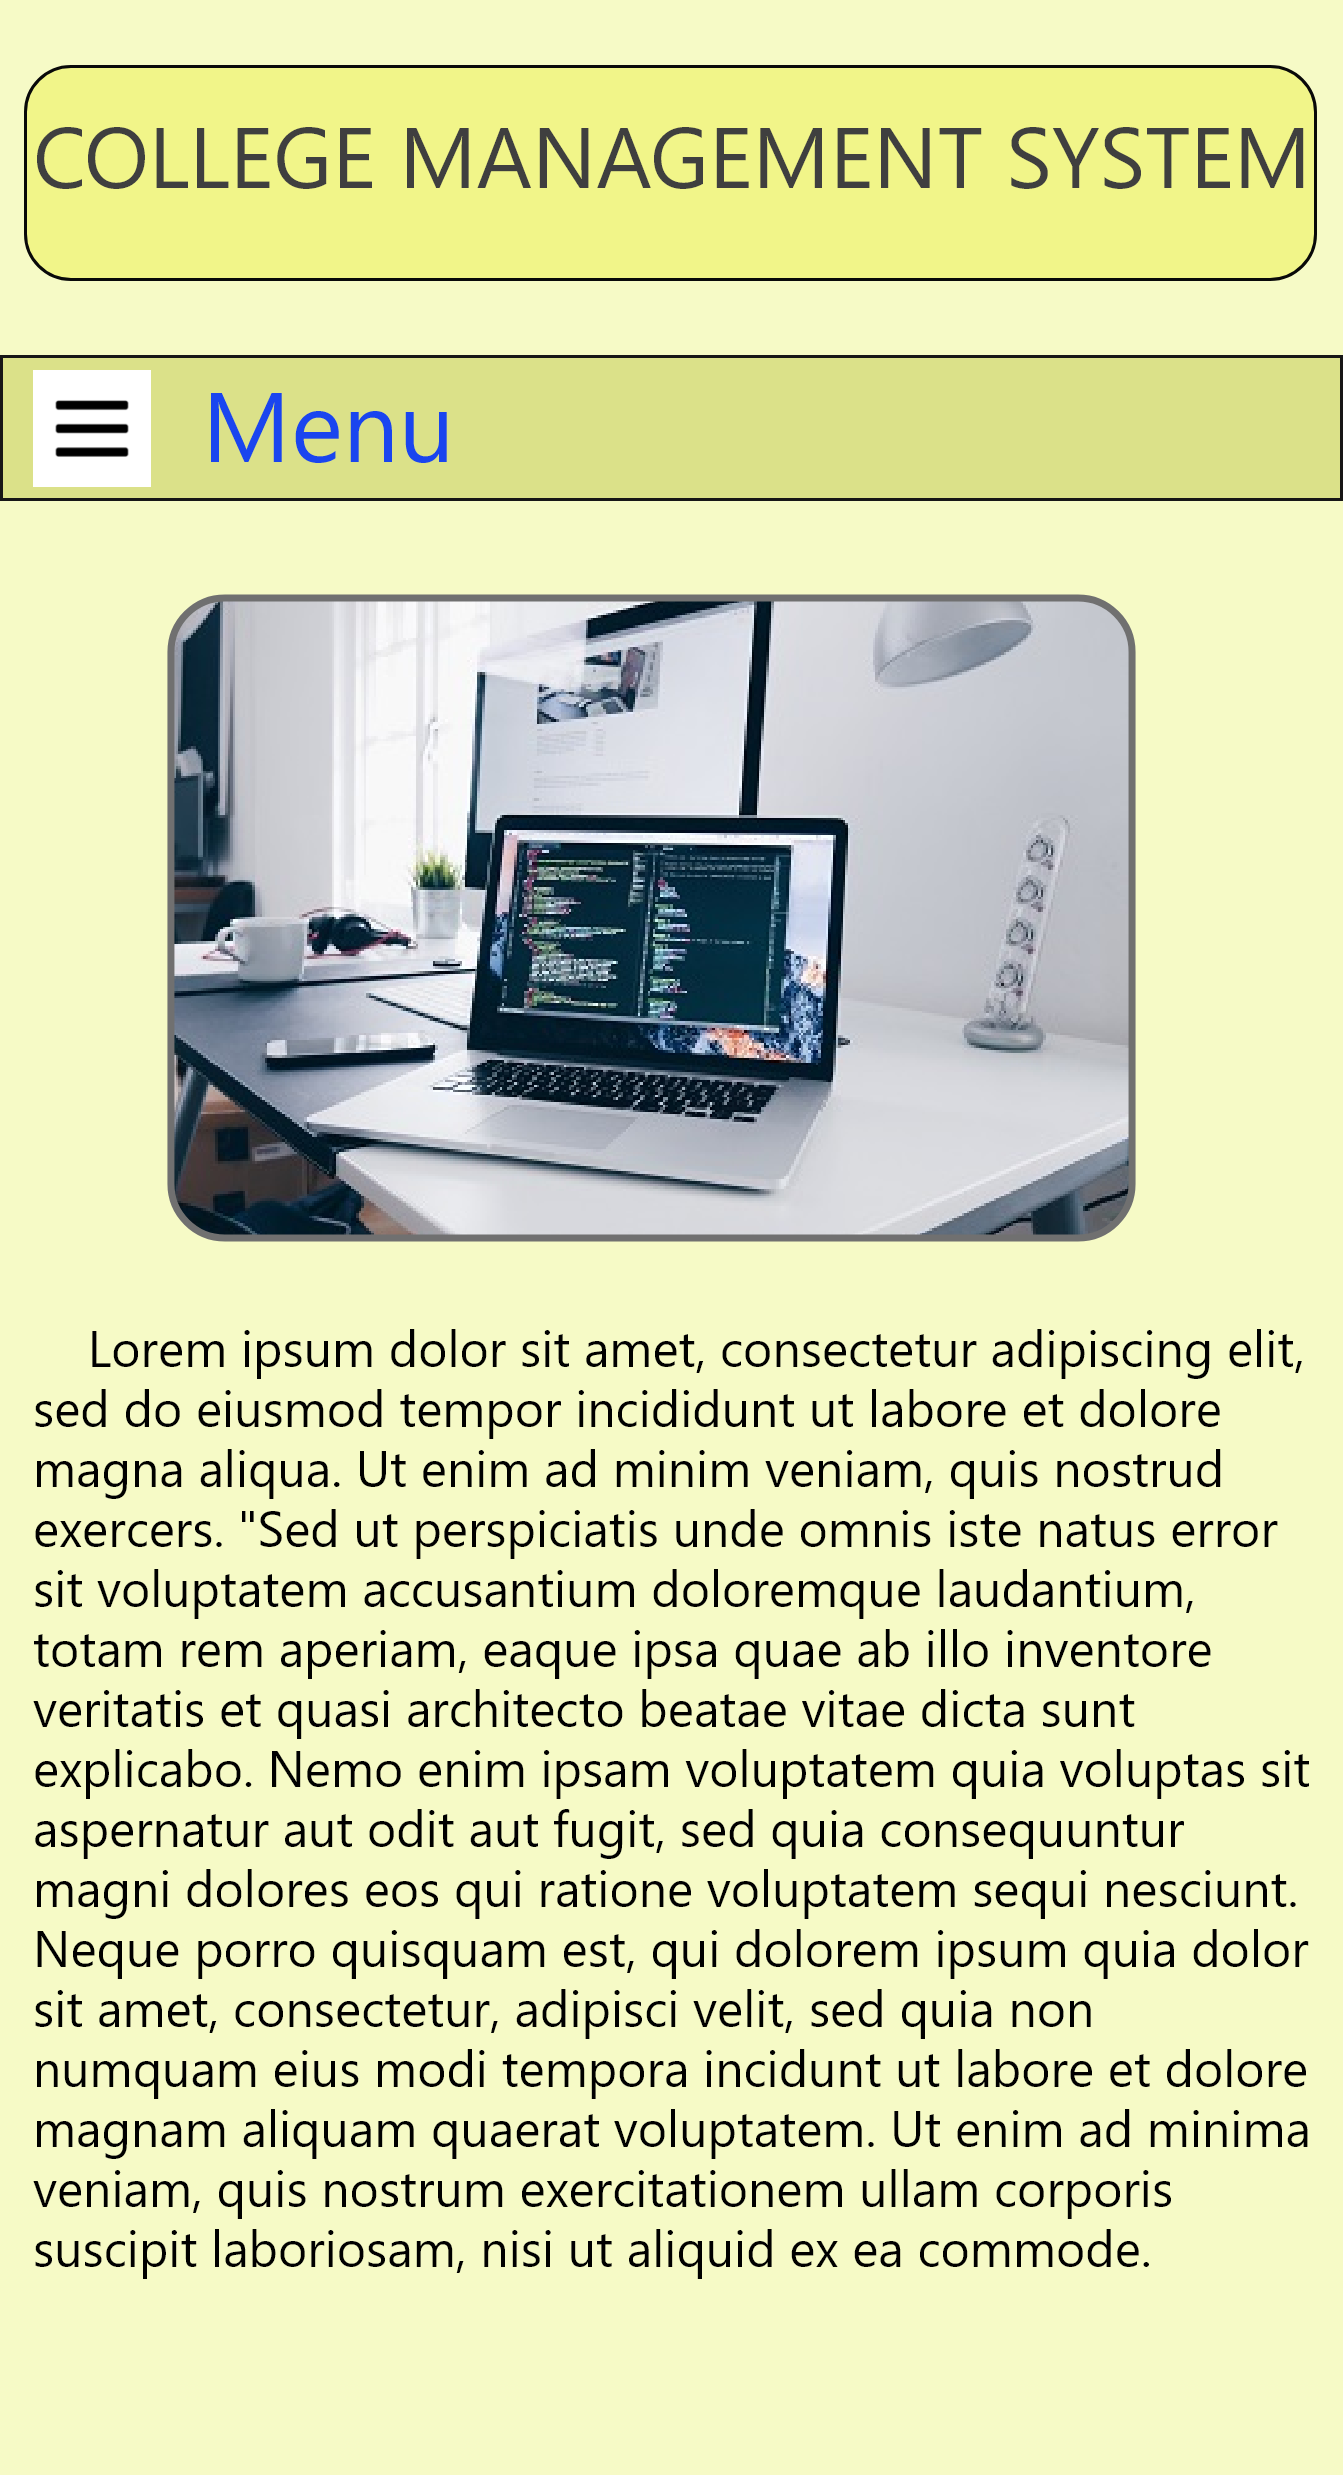 COLLEGE MANAGEMENT SYSTEM
Menu
Lorem ipsum dolor sit amet, consectetur adipiscing elit,
sed do eiusmod tempor incididunt ut labore et dolore
magna aliqua. Ut enim ad minim veniam, quis nostrud
exercers. "Sed ut perspiciatis unde omnis iste natus error
sit voluptatem accusantium doloremque laudantium,
totam rem aperiam, eaque ipsa quae ab illo inventore
veritatis et quasi architecto beatae vitae dicta sunt
explicabo. Nemo enim ipsam voluptatem quia voluptas sit
aspernatur aut odit aut fugit, sed quia consequuntur
magni dolores eos qui ratione voluptatem sequi nesciunt.
Neque porro quisquam est, qui dolorem ipsum quia dolor
sit amet, consectetur, adipisci velit, sed quia non
numquam eius modi tempora incidunt ut labore et dolore
magnam aliquam quaerat voluptatem. Ut enim ad minima
veniam, quis nostrum exercitationem ullam corporis
suscipit laboriosam, nisi ut aliquid ex ea commode.